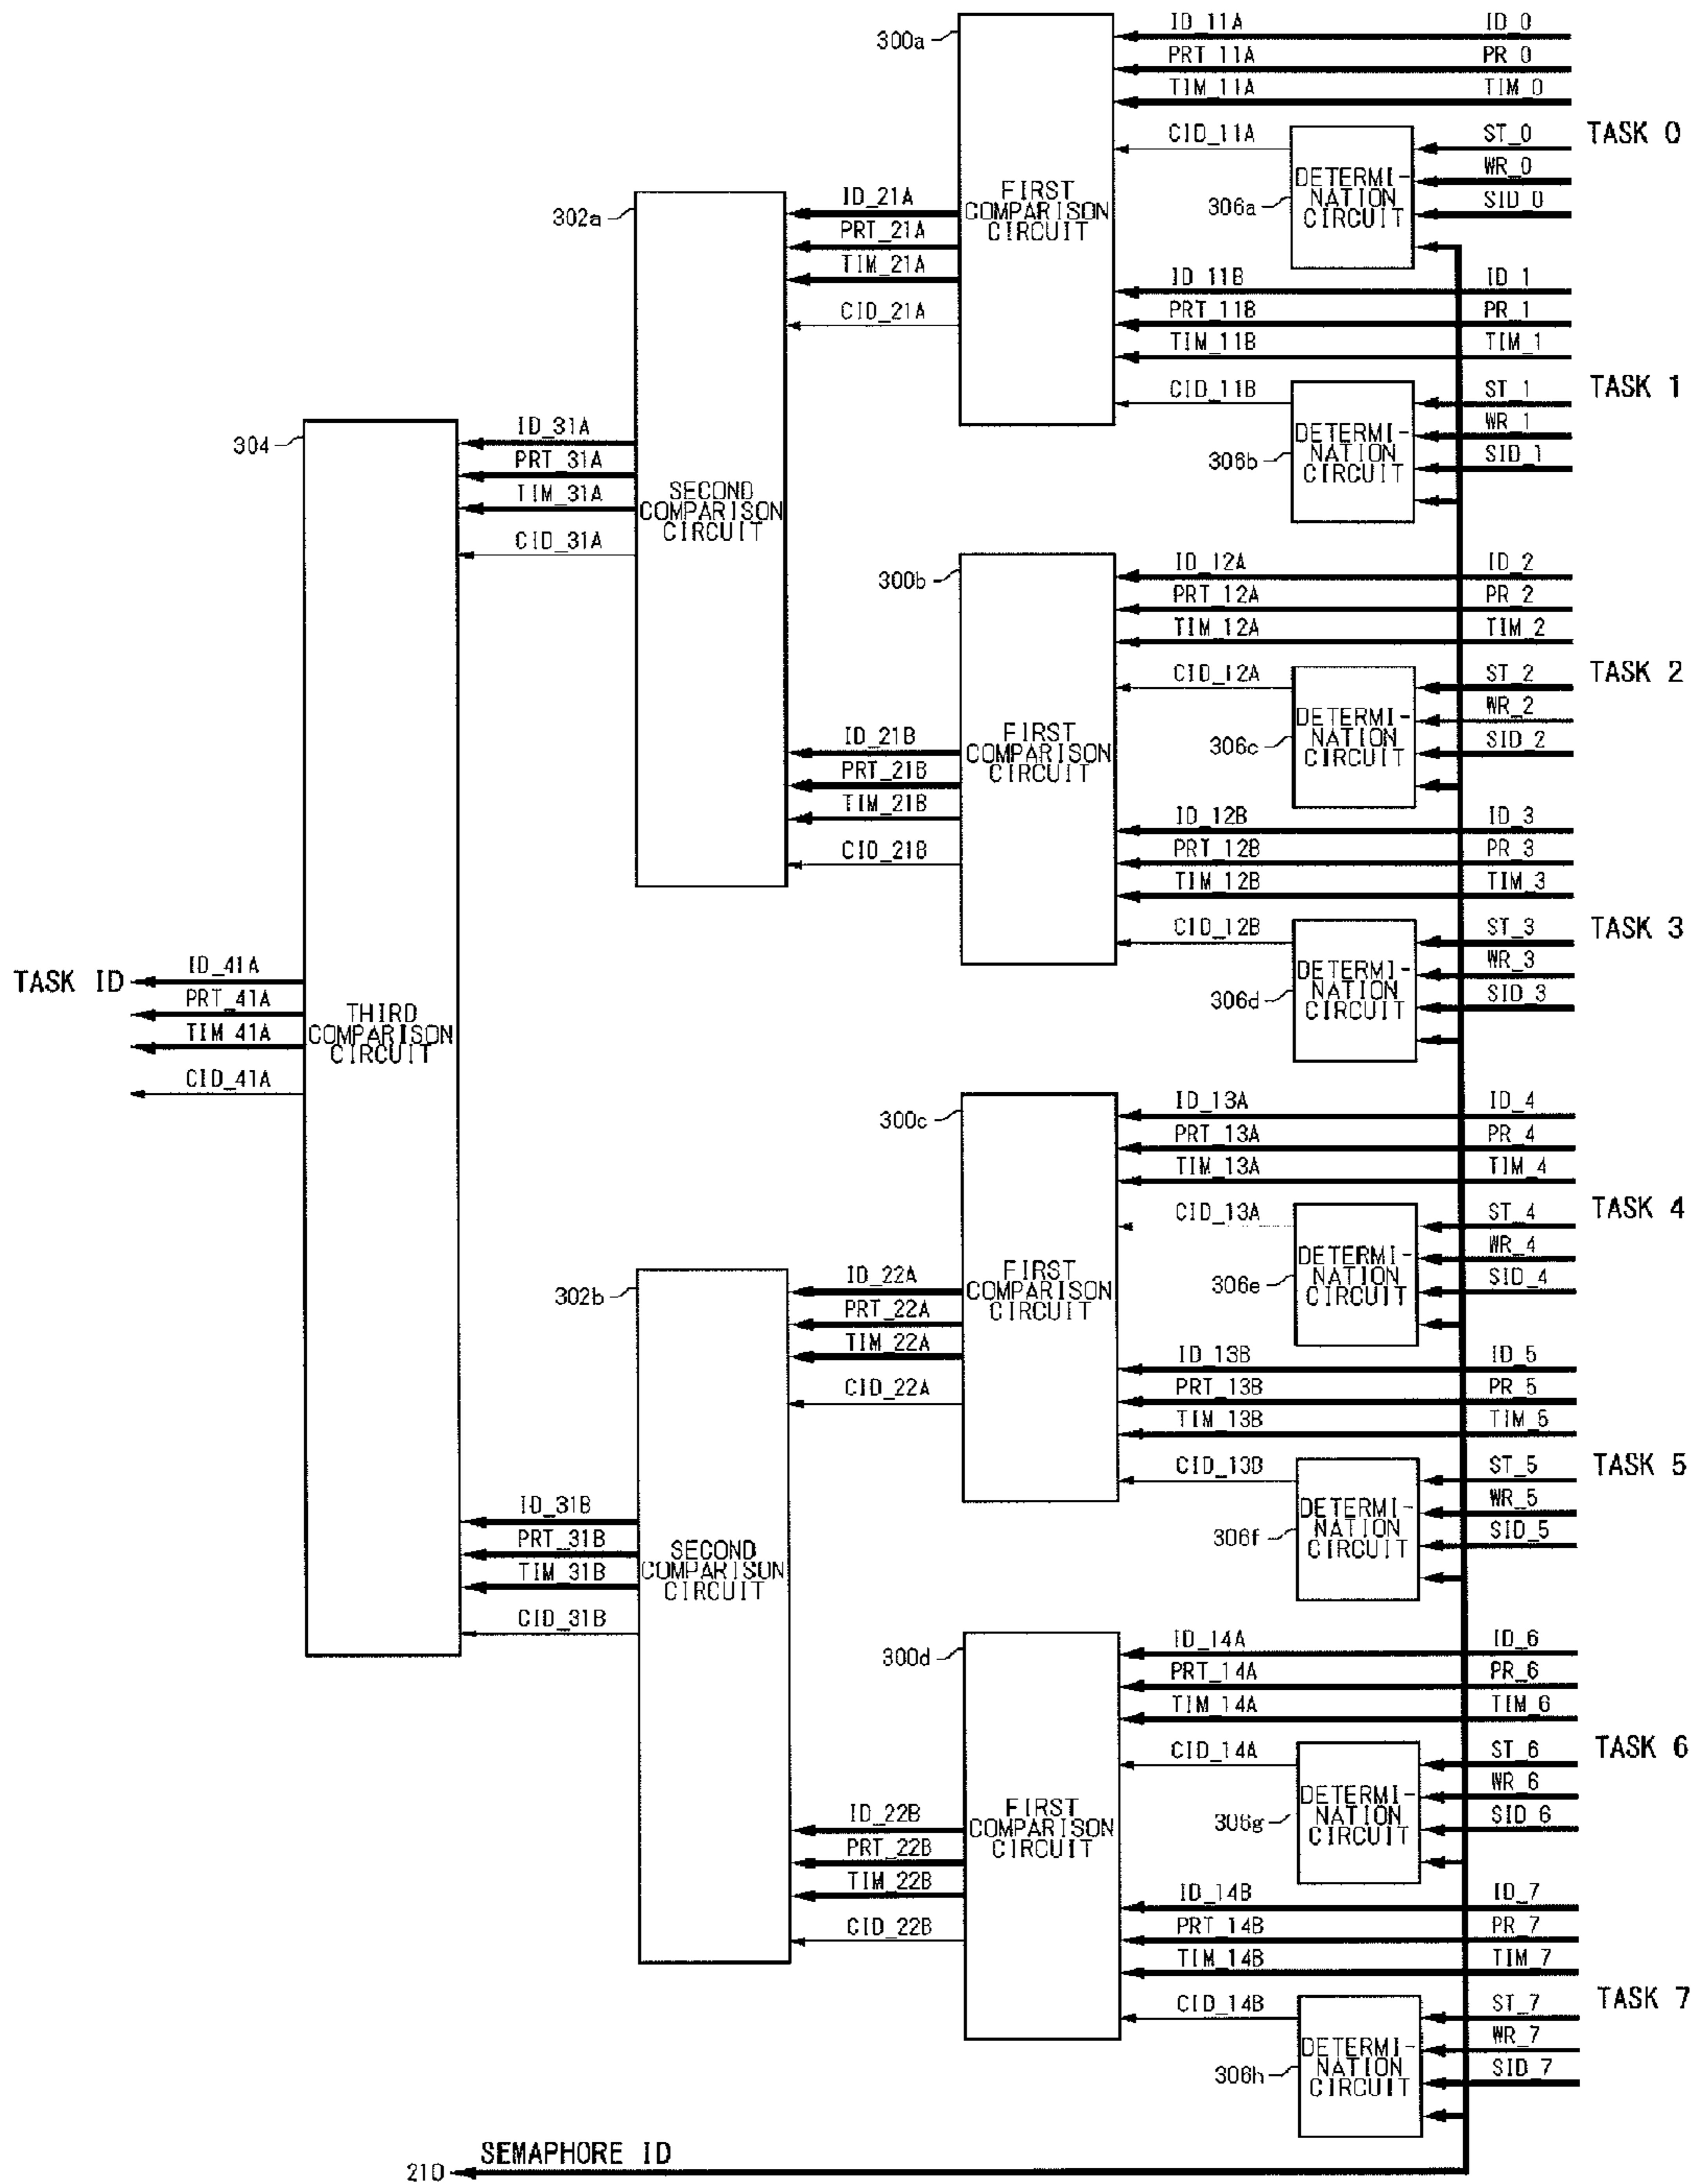 300a
ID_11A ID_0
PRT_11A PR_0
TIM_11A TIM_0
CID_11A
FIRST
COMPARISON
CIRCUIT
306a
DETERMI-
NATION
CIRCUIT
ST_0
WR_0
SID_0
TASK 0
ID_11B ID_1
PRT_11B PR_1
TIM_11B TIM_1
CID_11B
306b
DETERMI-
NATION
CIRCUIT
ST_1
WR_1
SID_1
TASK 1
302a
ID_21A
PRT_21A
TIM_21A
CID_21A
SECOND
COMPARISON
CIRCUIT
300b
ID_12A ID_2
PRT_12A PR_2
TIM_12A TIM_2
CID_12A
FIRST
COMPARISON
CIRCUIT
306c
DETERMI-
NATION
CIRCUIT
ST_2
WR_2
SID_2
TASK 2
ID_21B
PRT_21B
TIM_21B
CID_21B
ID_12B ID_3
PRT_12B PR_3
TIM_12B TIM_3
CID_12B
306d
DETERMI-
NATION
CIRCUIT
ST_3
WR_3
SID_3
TASK 3
304
ID_31A
PRT_31A
TIM_31A
CID_31A
THIRD
COMPARISON
CIRCUIT
TASK ID
ID_41A
PRT_41A
TIM_41A
CID_41A
300c
ID_13A ID_4
PRT_13A PR_4
TIM_13A TIM_4
CID_13A
FIRST
COMPARISON
CIRCUIT
306e
DETERMI-
NATION
CIRCUIT
ST_4
WR_4
SID_4
TASK 4
302b
ID_22A
PRT_22A
TIM_22A
CID_22A
SECOND
COMPARISON
CIRCUIT
ID_13B ID_5
PRT_13B PR_5
TIM_13B TIM_5
CID_13B
306f
DETERMI-
NATION
CIRCUIT
ST_5
WR_5
SID_5
TASK 5
ID_31B
PRT_31B
TIM_31B
CID_31B
300d
ID_14A ID_6
PRT_14A PR_6
TIM_14A TIM_6
CID_14A
FIRST
COMPARISON
CIRCUIT
306g
DETERMI-
NATION
CIRCUIT
ST_6
WR_6
SID_6
TASK 6
ID_22B
PRT_22B
TIM_22B
CID_22B
ID_14B ID_7
PRT_14B PR_7
TIM_14B TIM_7
CID_14B
306h
DETERMI-
NATION
CIRCUIT
ST_7
WR_7
SID_7
TASK 7
210
SEMAPHORE ID